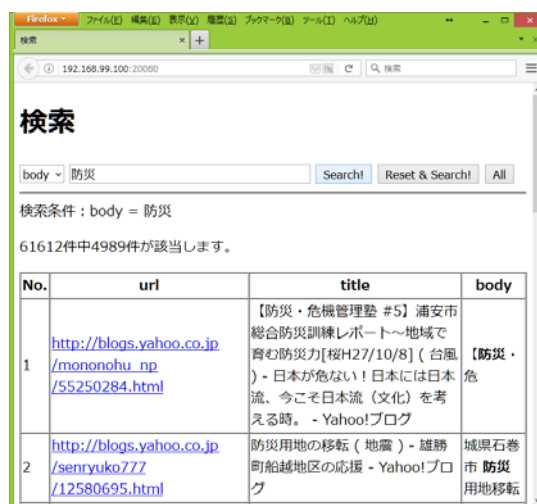 Firefox ファイル(F) 編集(E) 表示(V) 履歴(S) ブックマーク(B) ツール(T) ヘルプ(H)
検索 × +
192.168.99.100:20080 検索
検索
body 防災 Search! Reset & Search! All
検索条件：body = 防災
61612件中4989件が該当します。
No. url title body
【防災・危機管理塾 #5】浦安市
総合防災訓練レポート～地域で
http://blogs.yahoo.co.jp 育む防災力[桜H27/10/8] ( 台風 【防災・
1 /mononohu_np ) - 日本が危ない！日本には日本 危
/55250284.html 流、今こそ日本流（文化）を考
える時。 - Yahoo!ブログ
http://blogs.yahoo.co.jp 防災用地の移転 ( 地震 ) - 雄勝 城県石巻
2 /senryuko777 町船越地区の応援 - Yahoo!ブロ 市 防災
/12580695.html グ 用地移転